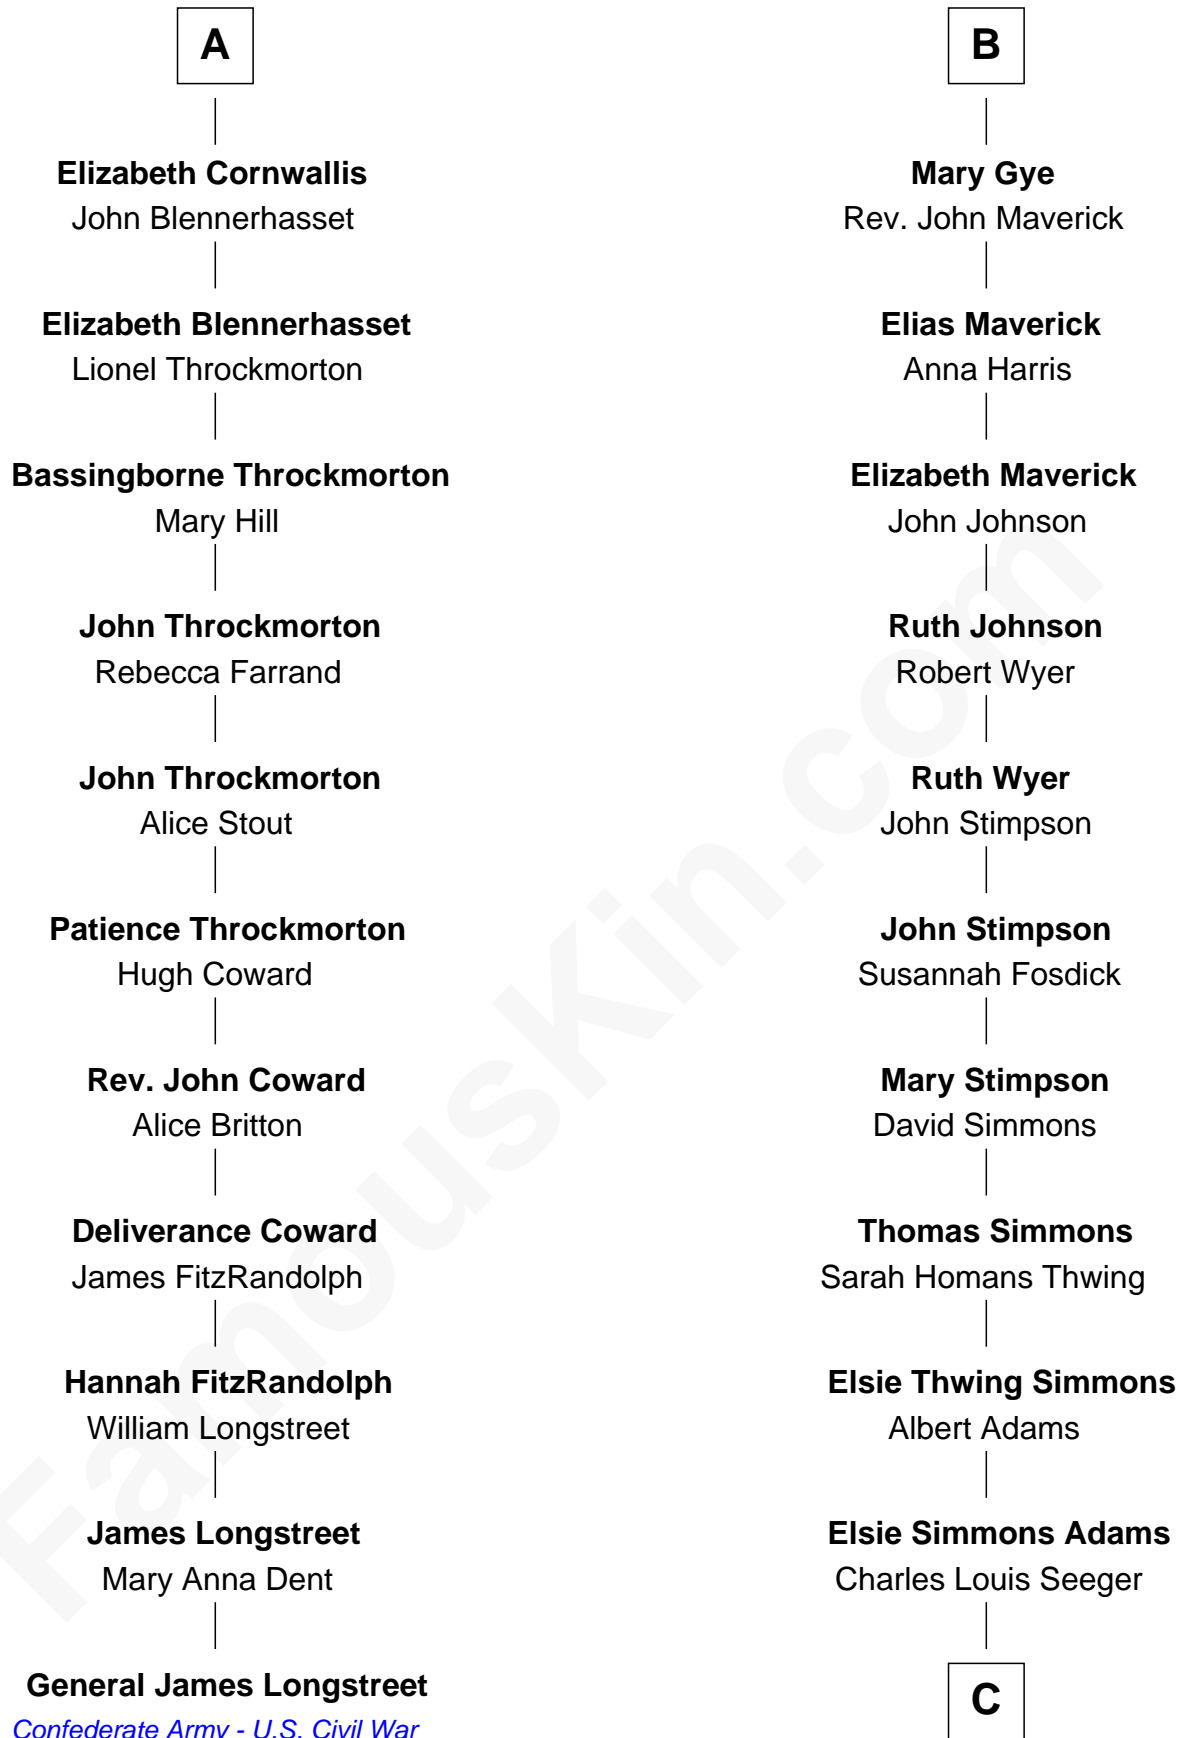 A
Elizabeth Cornwallis
John Blennerhasset
Elizabeth Blennerhasset
Lionel Throckmorton
Bassingborne Throckmorton
Mary Hill
John Throckmorton
Rebecca Farrand
John Throckmorton
Alice Stout
Patience Throckmorton
Hugh Coward
Rev. John Coward
Alice Britton
Deliverance Coward
James FitzRandolph
Hannah FitzRandolph
William Longstreet
James Longstreet
Mary Anna Dent
General James Longstreet
Confederate Army - U.S. Civil War
B
Mary Gye
Rev. John Maverick
Elias Maverick
Anna Harris
Elizabeth Maverick
John Johnson
Ruth Johnson
Robert Wyer
Ruth Wyer
John Stimpson
John Stimpson
Susannah Fosdick
Mary Stimpson
David Simmons
Thomas Simmons
Sarah Homans Thwing
Elsie Thwing Simmons
Albert Adams
Elsie Simmons Adams
Charles Louis Seeger
C
FamousKin.com